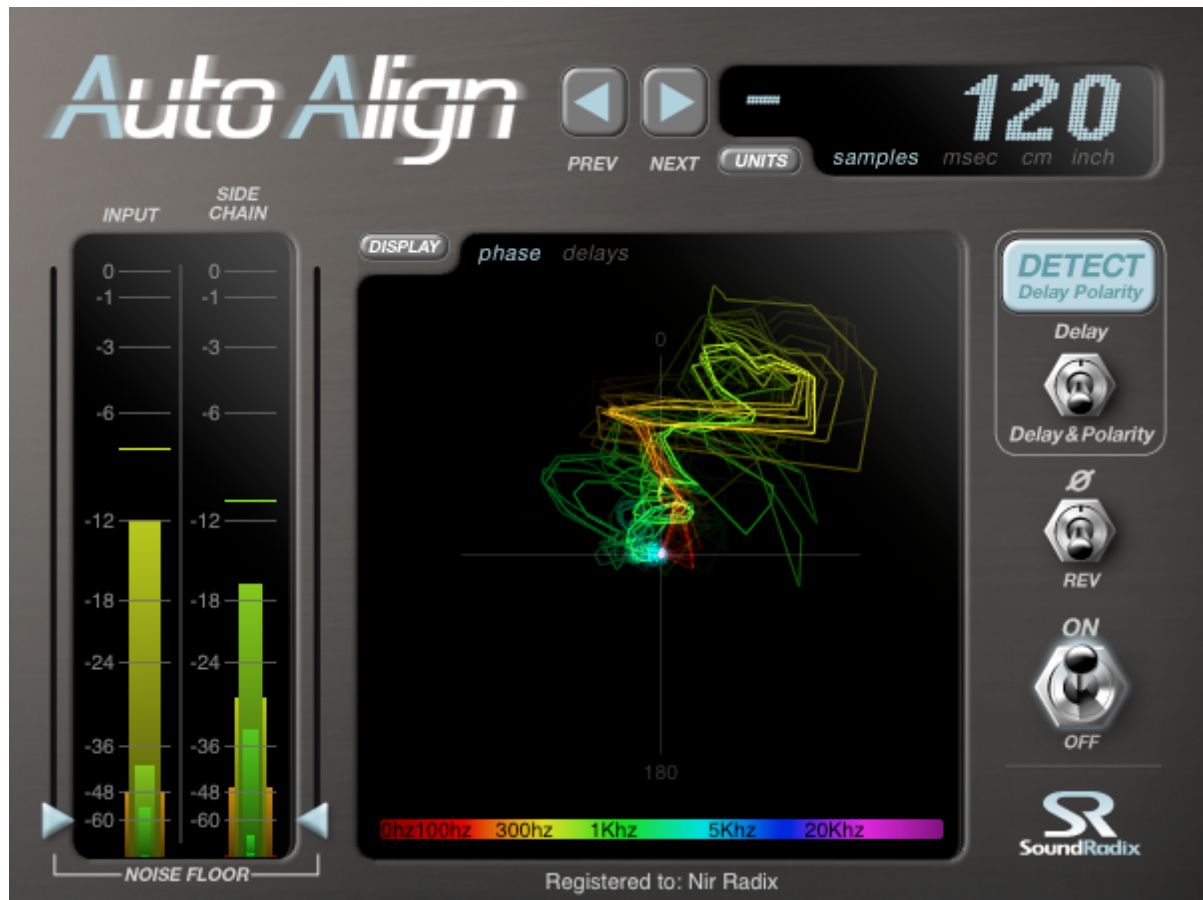 Auto Align
- 120
PREV NEXT UNITS samples msec cm inch
INPUT SIDE CHAIN
DISPLAY phase delays
DETECT
Delay Polarity
Delay
Delay & Polarity
Ø
REV
ON
OFF
0 0
-1 -1
-3 -3
-6 -6
-12 -12
-18 -18
-24 -24
-36 -36
-48 -48
-60 -60
NOISE FLOOR
0
180
0hz 100hz 300hz 1Khz 5Khz 20Khz
SR
SoundRadix
Registered to: Nir Radix